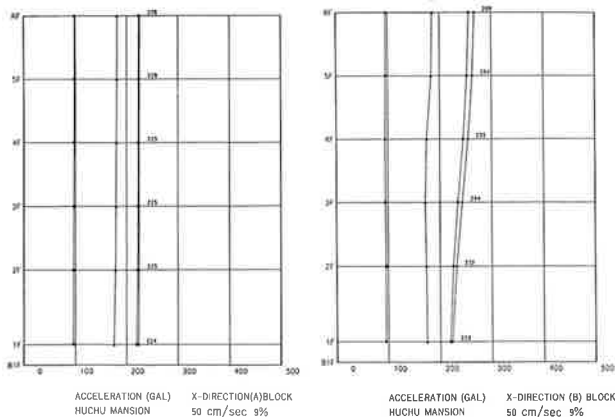 6F
5F
4F
3F
2F
1F
B1F
0 100 200 300 400 500
ACCELERATION (GAL) X-DIRECTION(A)BLOCK
HUCHU MANSION 50 cm/sec 9%
6F
5F
4F
3F
2F
1F
B1F
0 100 200 300 400 500
ACCELERATION (GAL) X-DIRECTION (B) BLOCK
HUCHU MANSION 50 cm/sec 9%